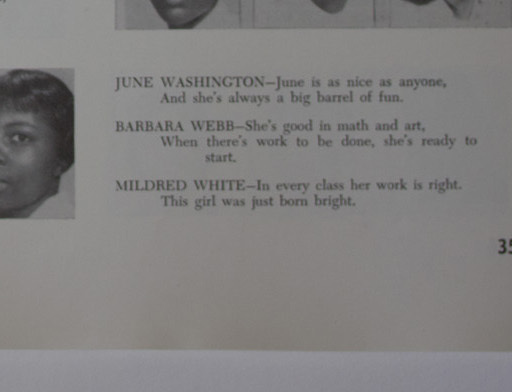 JUNE WASHINGTON—June is as nice as anyone,
And she's always a big barrel of fun.
BARBARA WEBB—She's good in math and art,
When there's work to be done, she's ready to
start.
MILDRED WHITE—In every class her work is right.
This girl was just born bright.
35